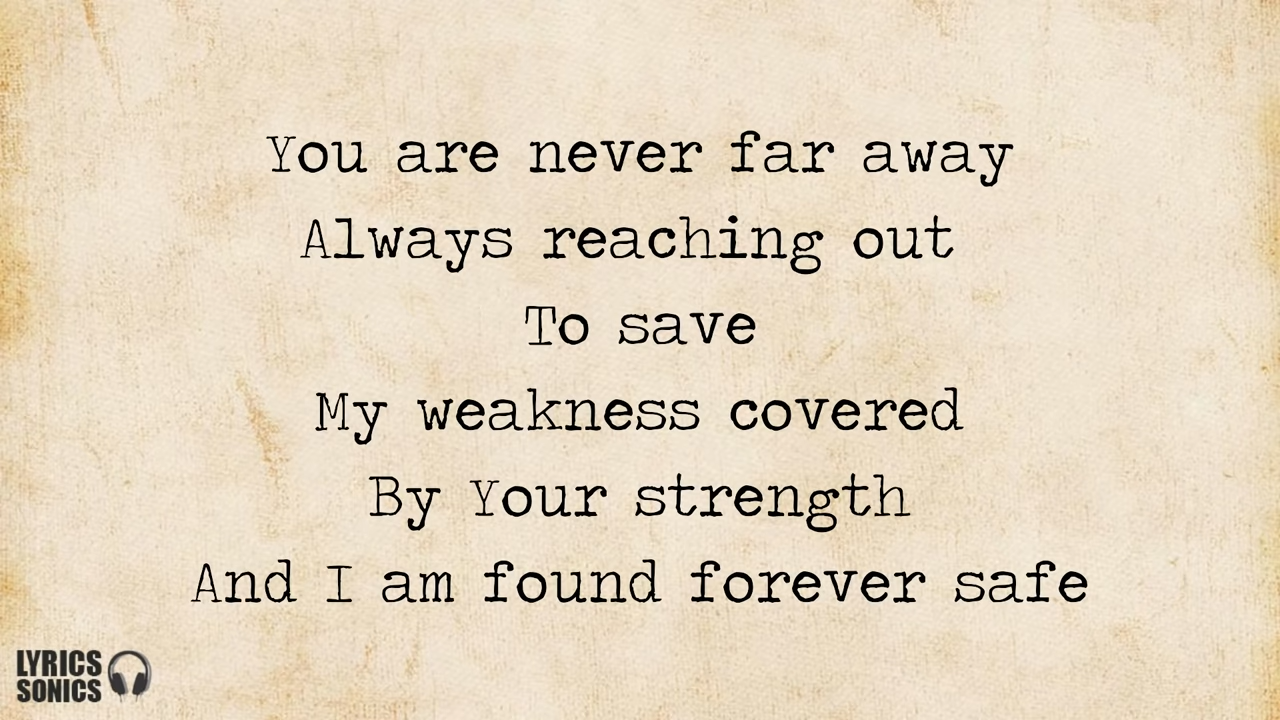 You are never far away
Always reaching out
To save
My weakness covered
By Your strength
And I am found forever safe
LYRICS
SONICS